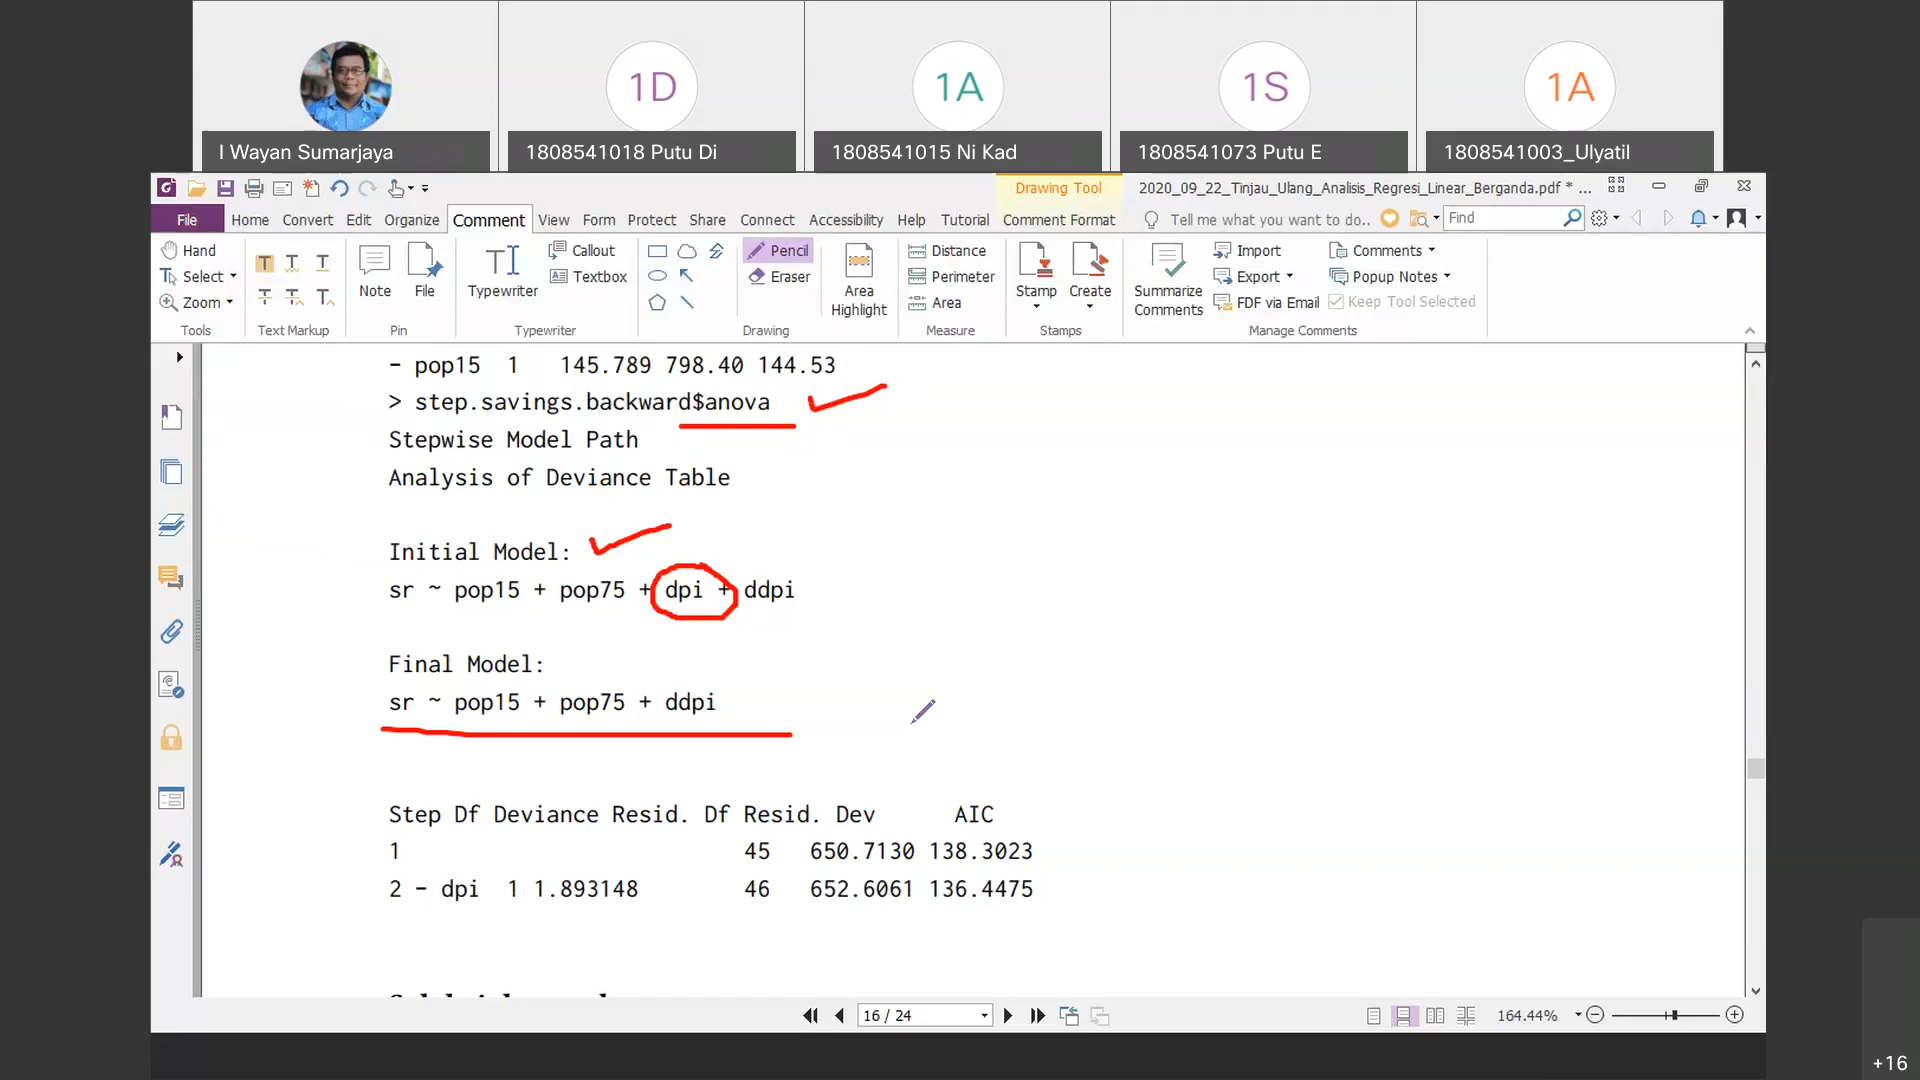 1D
1A
1S
1A
I Wayan Sumarjaya
1808541018 Putu Di
1808541015 Ni Kad
1808541073 Putu E
1808541003_Ulyatil
Drawing Tool
2020_09_22_Tinjau_Ulang_Analisis_Regresi_Linear_Berganda.pdf * ...
File Home Convert Edit Organize Comment View Form Protect Share Connect Accessibility Help Tutorial Comment Format
Tell me what you want to do..
Find
Hand
Select
Zoom
Tools
Text Markup
Note
File
Pin
Typewriter
Callout
Textbox
Typewriter
Pencil
Eraser
Area
Highlight
Drawing
Distance
Perimeter
Area
Measure
Stamp
Create
Stamps
Summarize
Comments
Import
Export
FDF via Email
Comments
Popup Notes
Keep Tool Selected
Manage Comments
- pop15 1 145.789 798.40 144.53
> step.savings.backward$anova
Stepwise Model Path
Analysis of Deviance Table
Initial Model:
sr ~ pop15 + pop75 + dpi + ddpi
Final Model:
sr ~ pop15 + pop75 + ddpi
Step Df Deviance Resid. Df Resid. Dev AIC
1 45 650.7130 138.3023
2 - dpi 1 1.893148 46 652.6061 136.4475
16 / 24
164.44%
+16